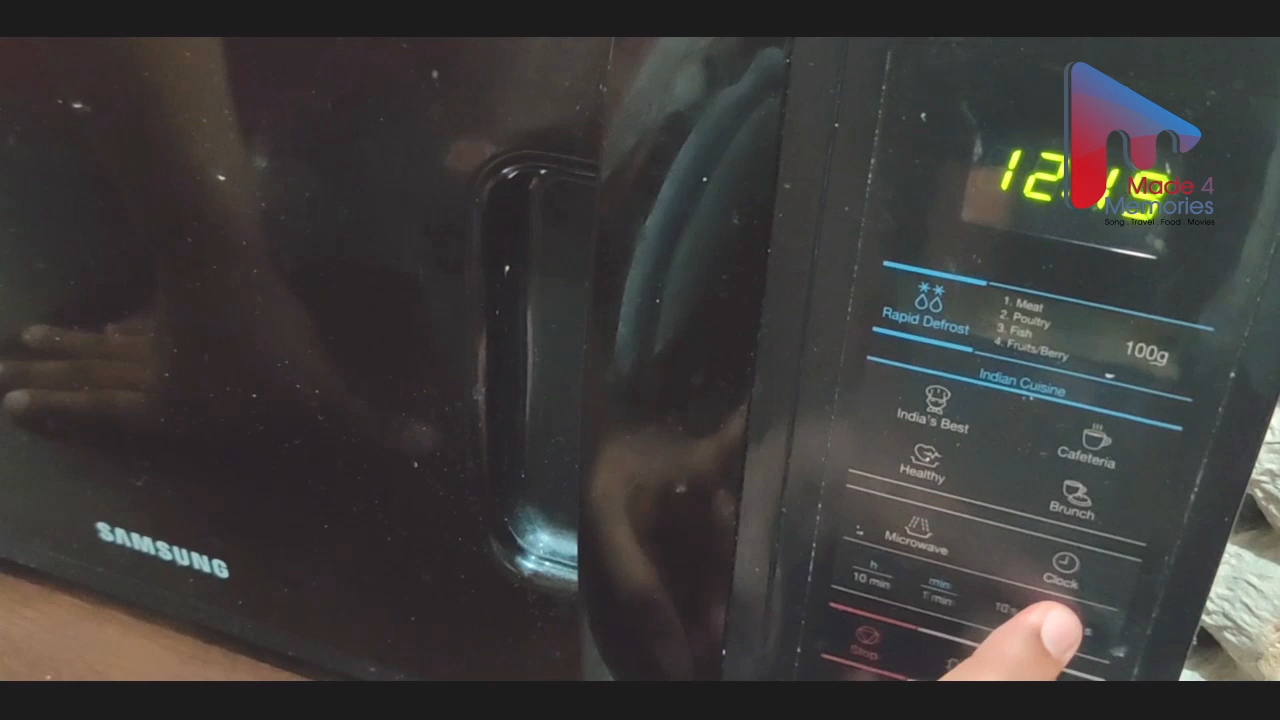 Made 4
Memories
Song . Travel . Food . Movies
Rapid Defrost
1. Meat
2. Poultry
3. Fish
4. Fruits/Berry
100g
Indian Cuisine
India's Best
Cafeteria
Healthy
Brunch
Microwave
Clock
h
min
10 min
1 min
Stop
SAMSUNG